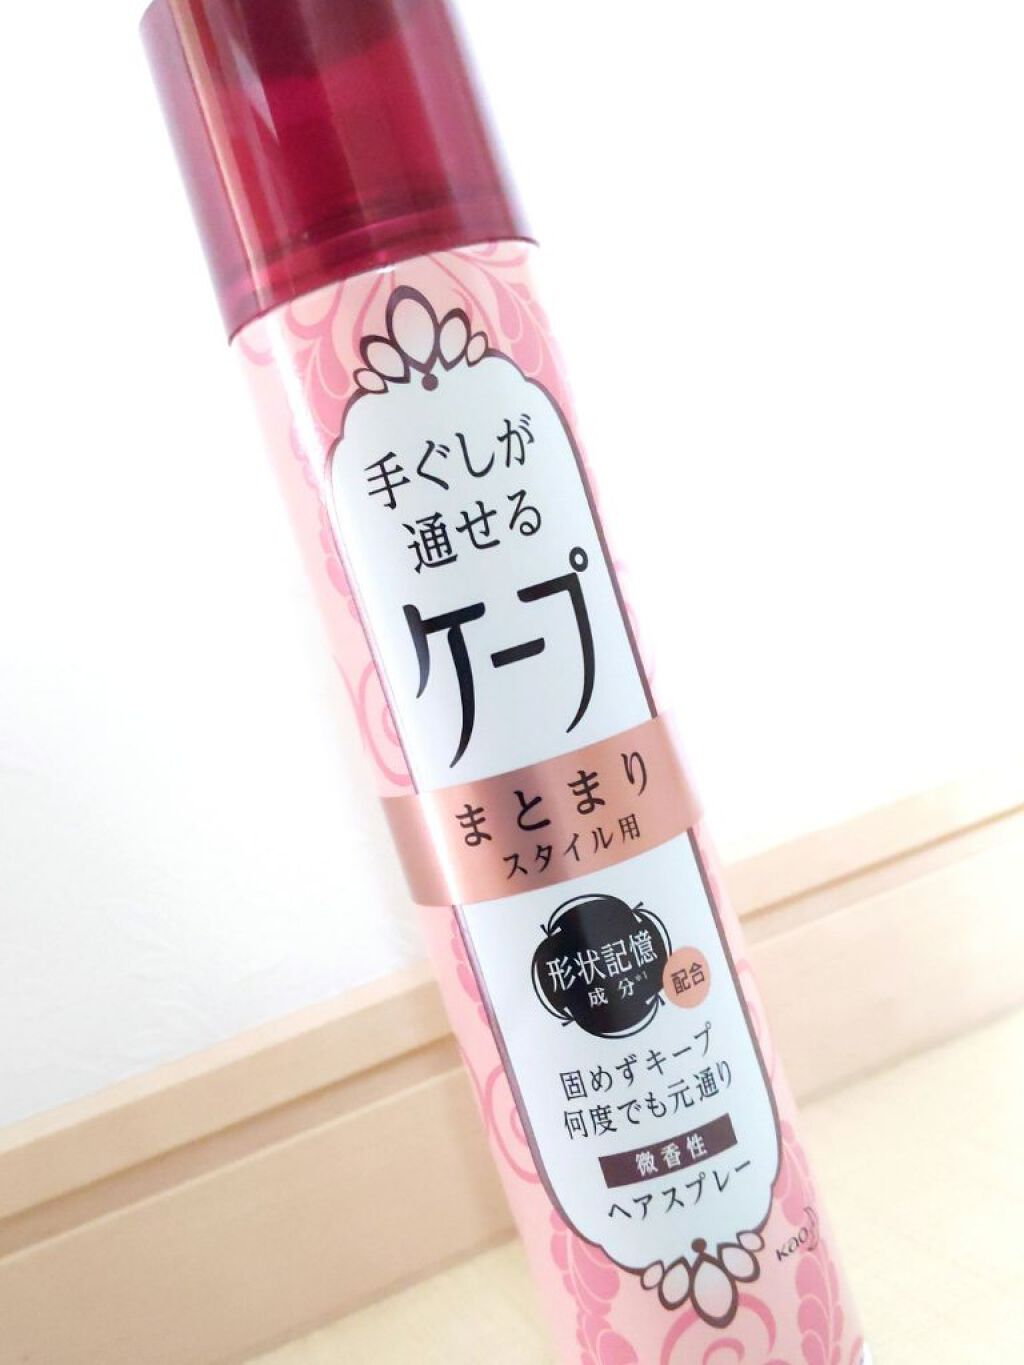 手ぐしが
通せる
ケープ
まとまり
スタイル用
形状記憶
成分※1
配合
固めずキープ
何度でも元通り
微香性
ヘアスプレー
kao